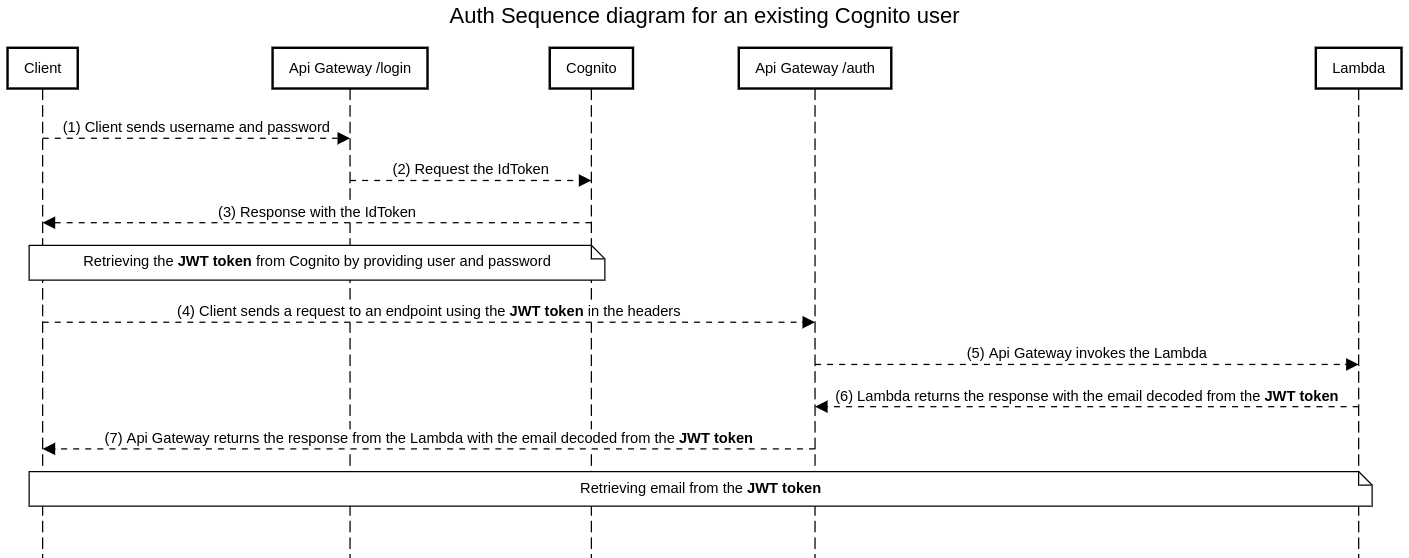 Auth Sequence diagram for an existing Cognito user
Client
Api Gateway /login
Cognito
Api Gateway /auth
Lambda
(1) Client sends username and password
(2) Request the IdToken
(3) Response with the IdToken
Retrieving the JWT token from Cognito by providing user and password
(4) Client sends a request to an endpoint using the JWT token in the headers
(5) Api Gateway invokes the Lambda
(6) Lambda returns the response with the email decoded from the JWT token
(7) Api Gateway returns the response from the Lambda with the email decoded from the JWT token
Retrieving email from the JWT token